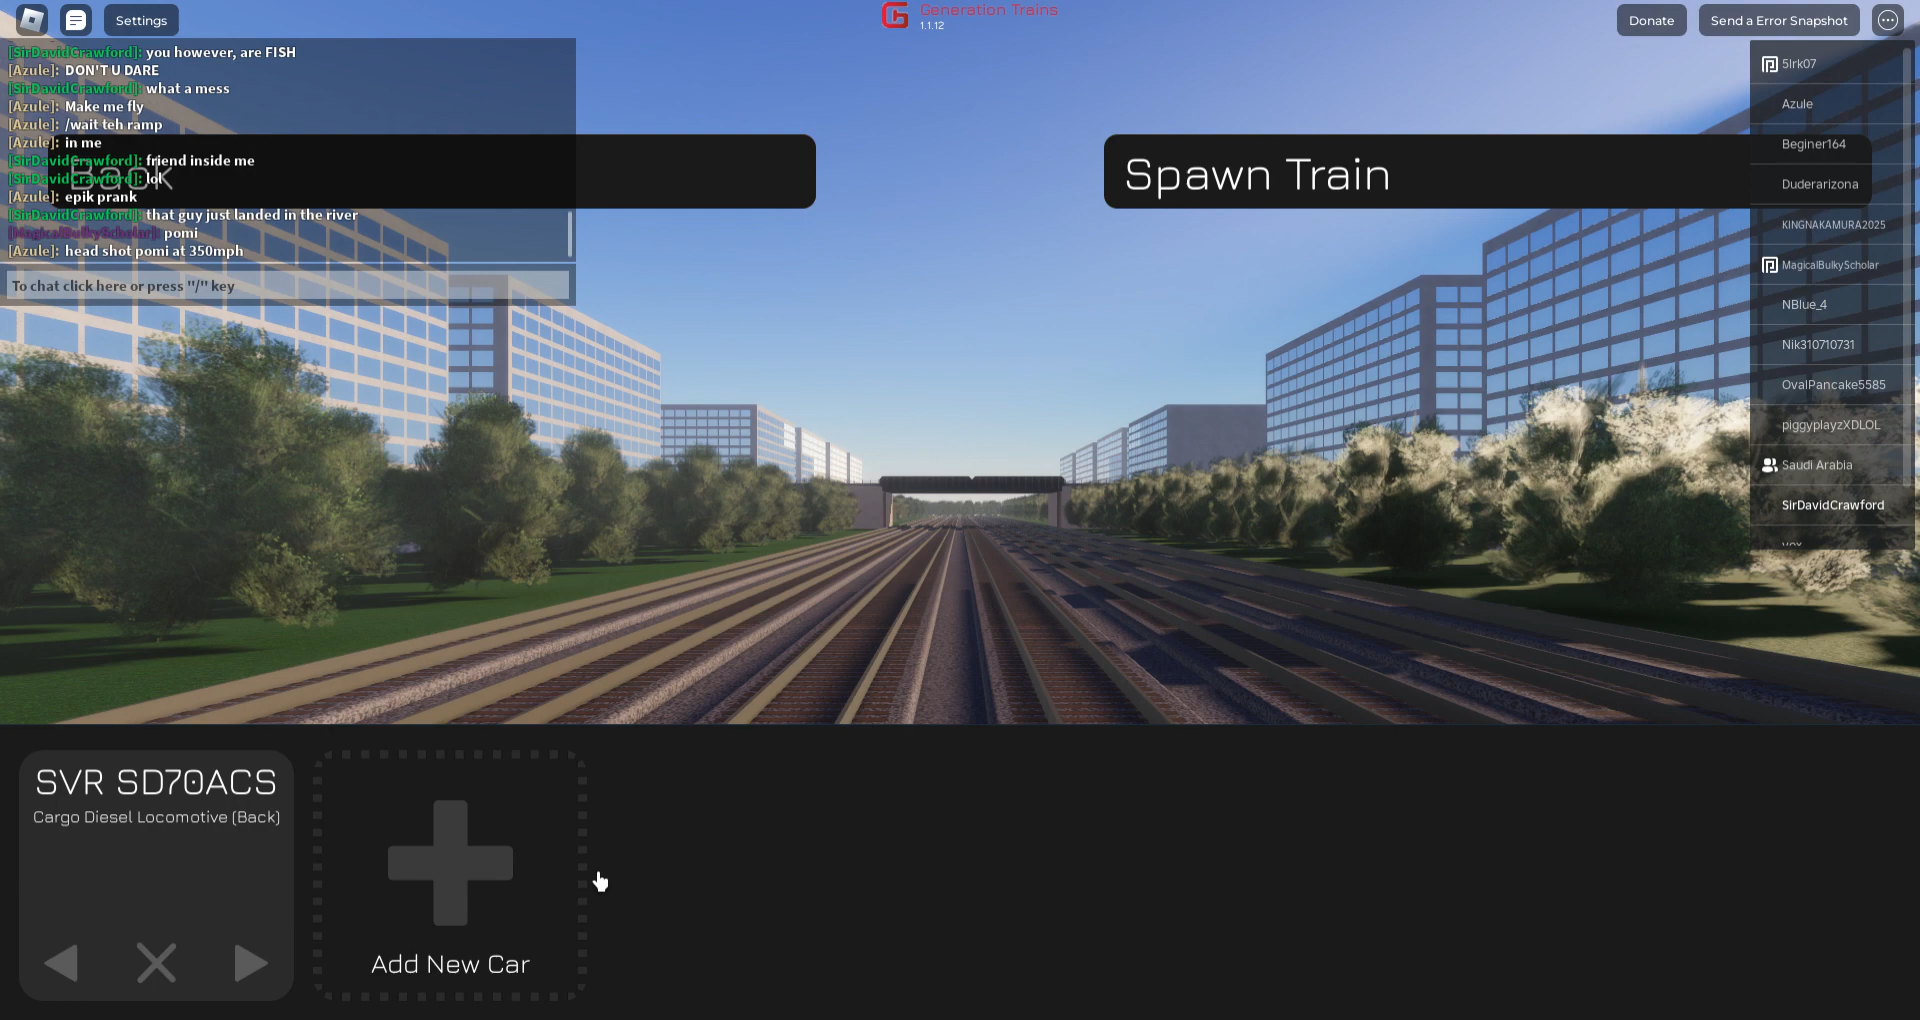 Settings
Generation Trains
1.1.12
Donate
Send a Error Snapshot
[SirDavidCrawford]: you however, are FISH
[Azule]: DON'T U DARE
[SirDavidCrawford]: what a mess
[Azule]: Make me fly
[Azule]: /wait teh ramp
[Azule]: in me
[SirDavidCrawford]: friend inside me
[SirDavidCrawford]: lol
[Azule]: epik prank
[SirDavidCrawford]: that guy just landed in the river
[MagicalBulkyScholar]: pomi
[Azule]: head shot pomi at 350mph
To chat click here or press "/" key
Back
Spawn Train
5lrk07
Azule
Beginer164
Duderarizona
KINGNAKAMURA2025
MagicalBulkyScholar
NBlue_4
Nik310710731
OvalPancake5585
piggyplayzXDLOL
Saudi Arabia
SirDavidCrawford
SVR SD70ACS
Cargo Diesel Locomotive (Back)
Add New Car